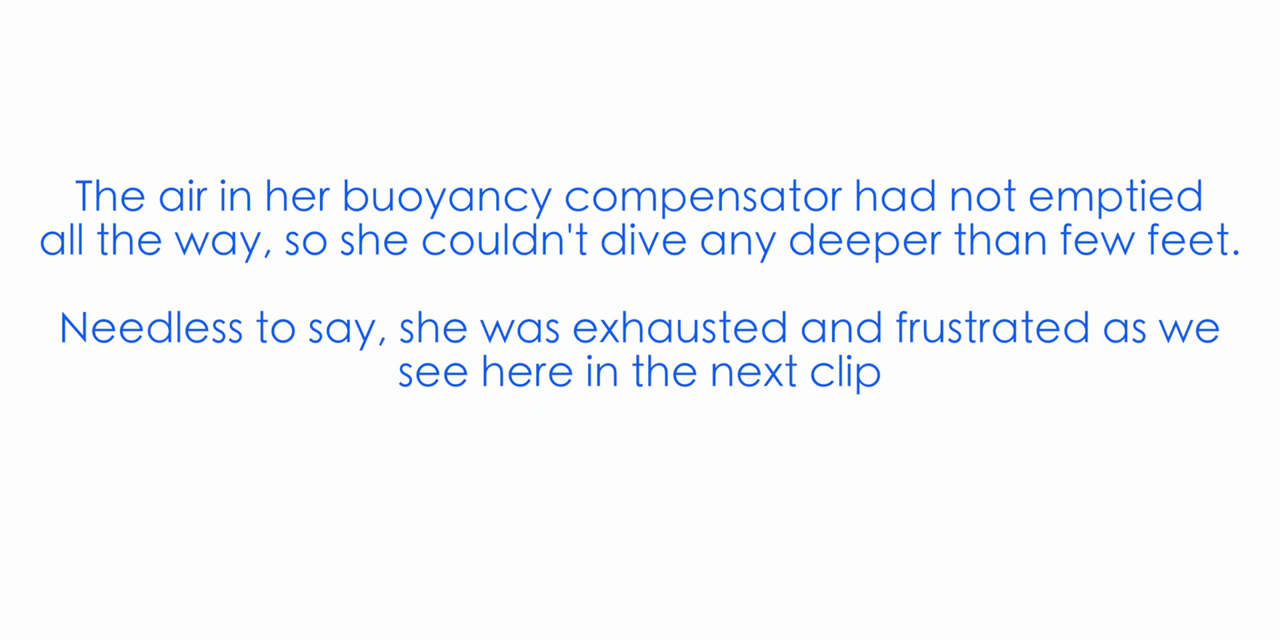 The air in her buoyancy compensator had not emptied
all the way, so she couldn't dive any deeper than few feet.
Needless to say, she was exhausted and frustrated as we
see here in the next clip